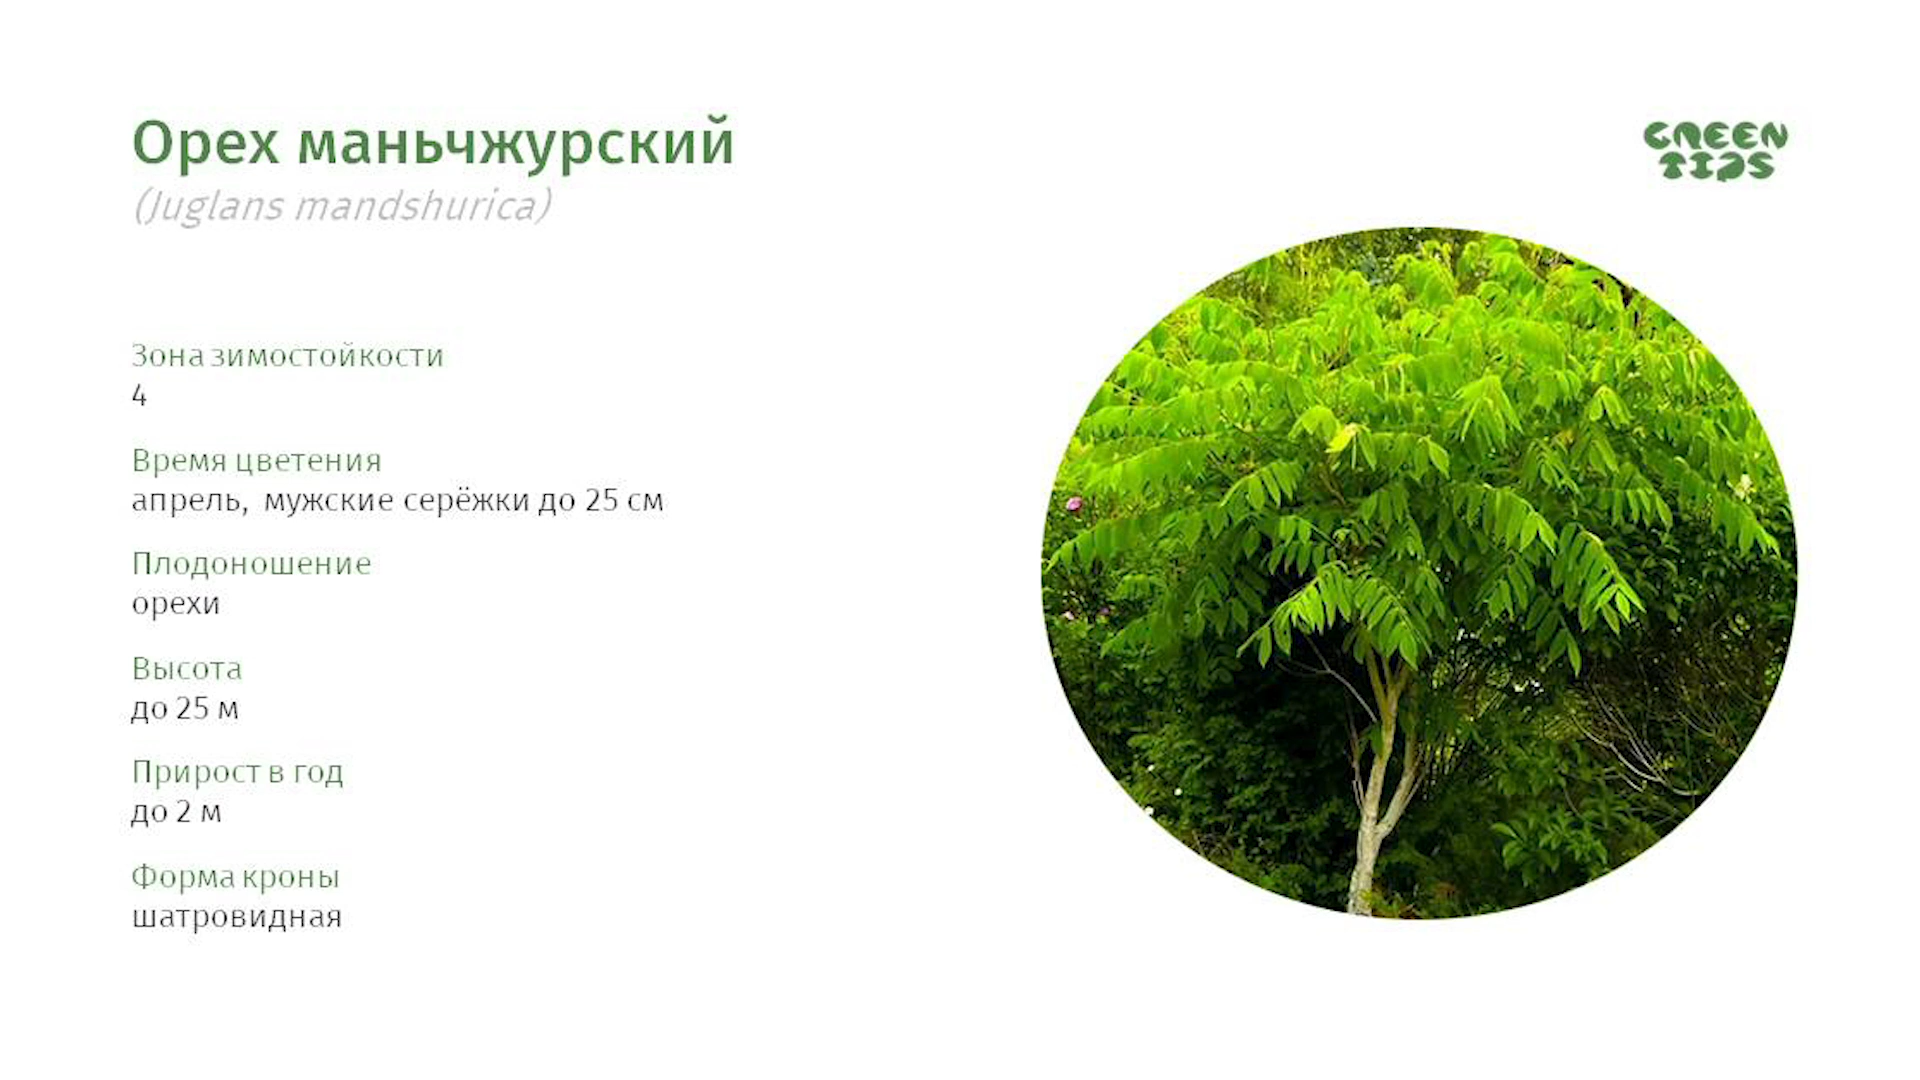 Орех маньчжурский
(Juglans mandshurica)
GREEN
TIPS
Зона зимостойкости
4
Время цветения
апрель, мужские серёжки до 25 см
Плодоношение
орехи
Высота
до 25 м
Прирост в год
до 2 м
Форма кроны
шатровидная